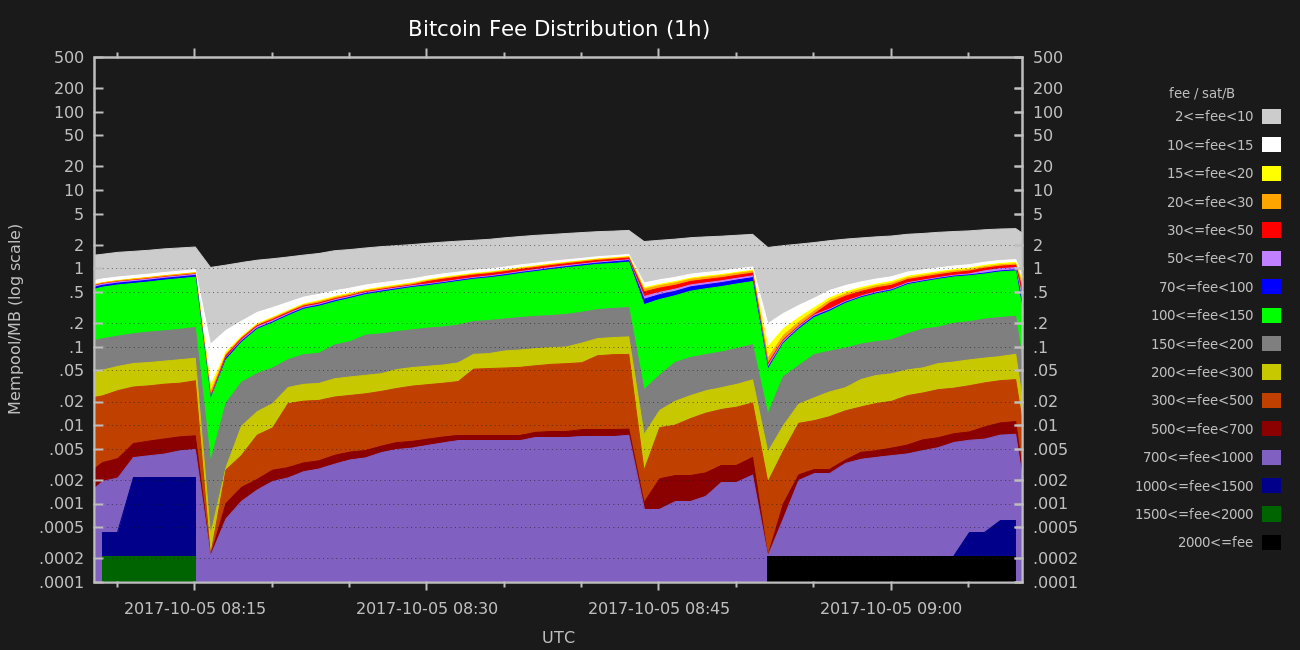 Bitcoin Fee Distribution (1h)
Mempool/MB (log scale)
500
200
100
50
20
10
5
2
1
.5
.2
.1
.05
.02
.01
.005
.002
.001
.0005
.0002
.0001
500
200
100
50
20
10
5
2
1
.5
.2
.1
.05
.02
.01
.005
.002
.001
.0005
.0002
.0001
fee / sat/B
2<=fee<10
10<=fee<15
15<=fee<20
20<=fee<30
30<=fee<50
50<=fee<70
70<=fee<100
100<=fee<150
150<=fee<200
200<=fee<300
300<=fee<500
500<=fee<700
700<=fee<1000
1000<=fee<1500
1500<=fee<2000
2000<=fee
2017-10-05 08:15 2017-10-05 08:30 2017-10-05 08:45 2017-10-05 09:00
UTC